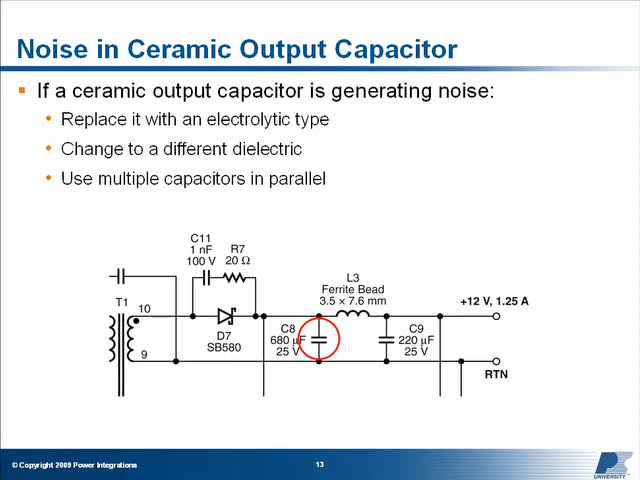 Noise in Ceramic Output Capacitor
If a ceramic output capacitor is generating noise:
Replace it with an electrolytic type
Change to a different dielectric
Use multiple capacitors in parallel
C11
1 nF
100 V
R7
20 Ω
L3
Ferrite Bead
3.5 × 7.6 mm
T1
10
+12 V, 1.25 A
D7
SB580
C8
680 µF
25 V
C9
220 µF
25 V
9
RTN
© Copyright 2009 Power Integrations
13
UNIVERSITY